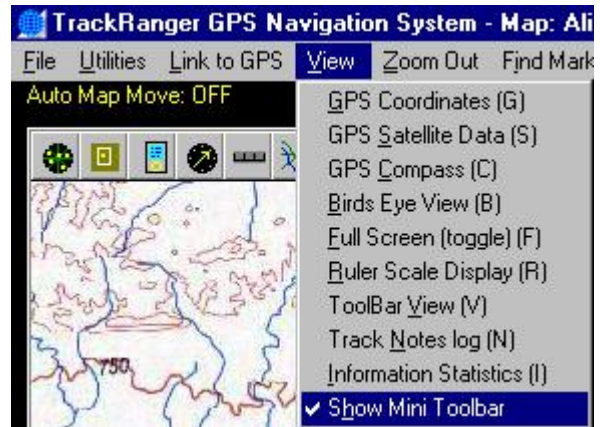 TrackRanger GPS Navigation System - Map: Ali
File Utilities Link to GPS View Zoom Out Find Mark
Auto Map Move: OFF
GPS Coordinates (G)
GPS Satellite Data (S)
GPS Compass (C)
Birds Eye View (B)
Full Screen (toggle) (F)
Ruler Scale Display (R)
ToolBar View (V)
Track Notes log (N)
750
Information Statistics (I)
Show Mini Toolbar